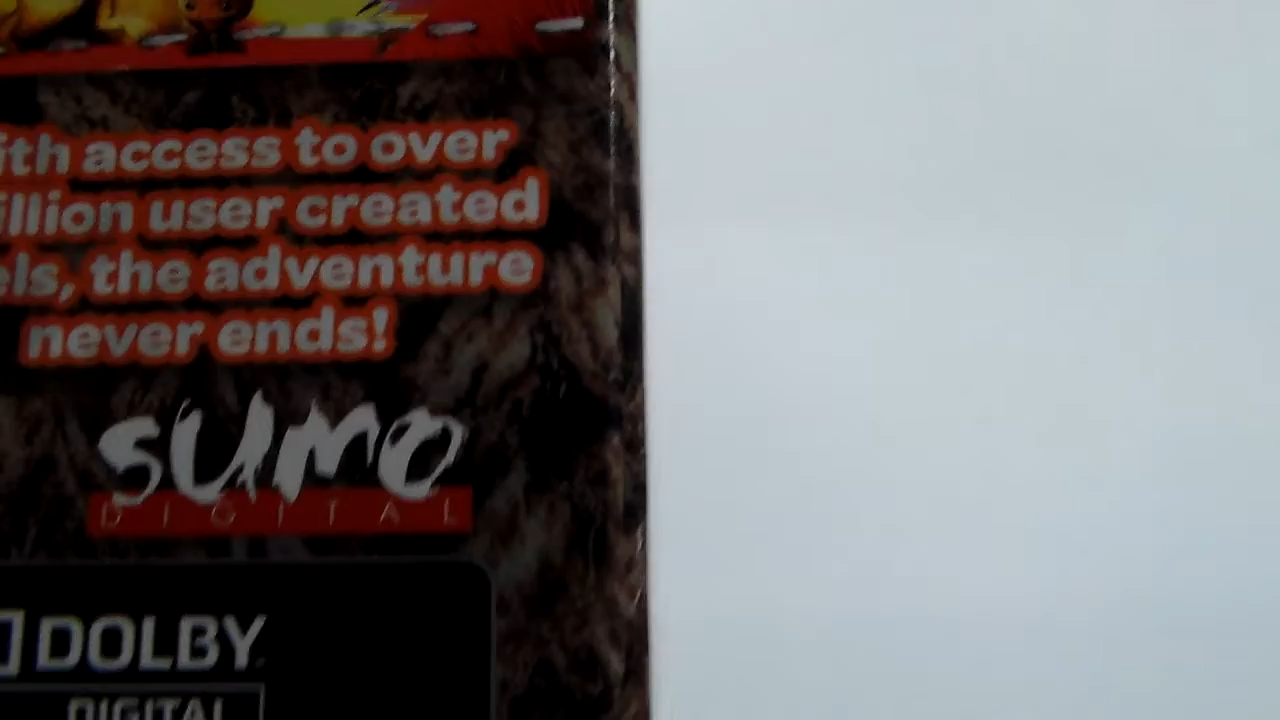 ith access to over
illion user created
els, the adventure
never ends!
sumo
DIGITAL
DOLBY
DIGITAL